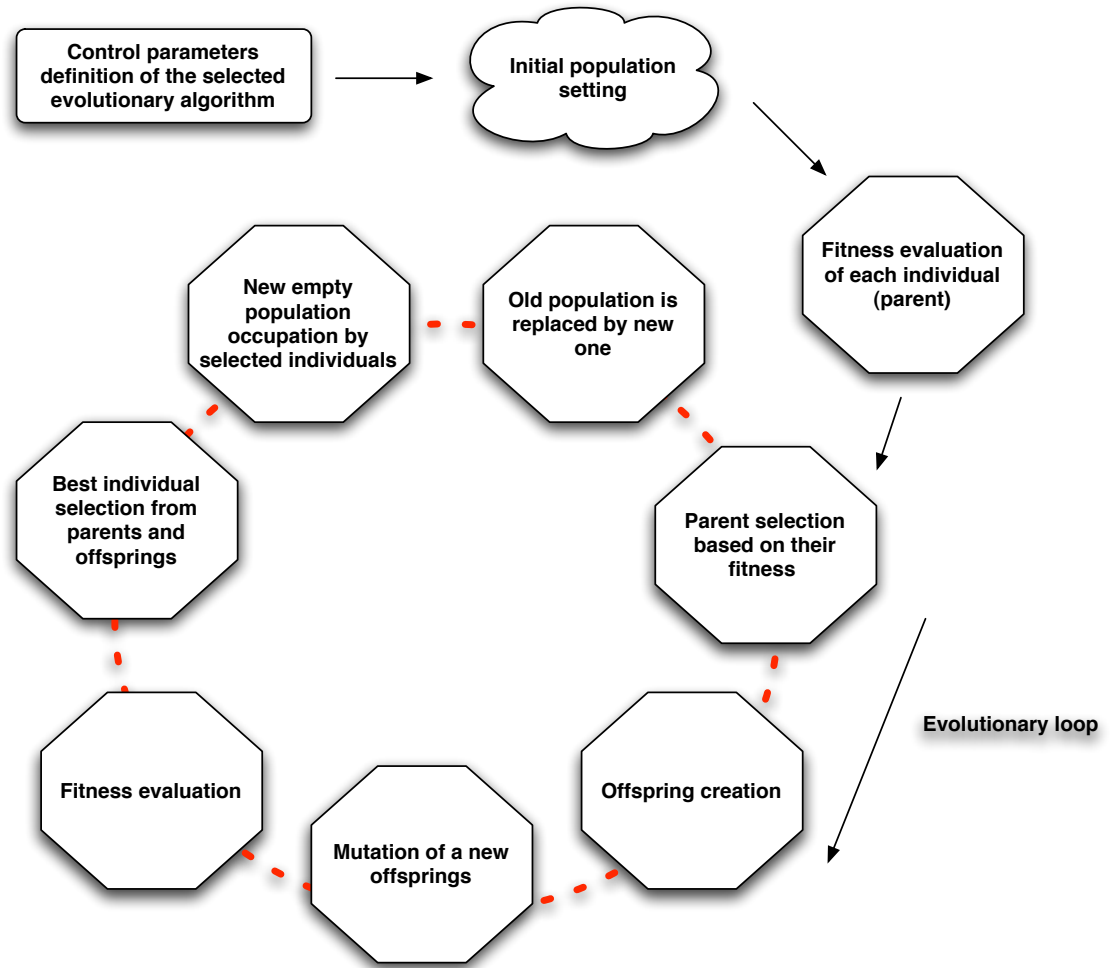 Control parameters
definition of the selected
evolutionary algorithm
Initial population
setting
Fitness evaluation
of each individual
(parent)
New empty
population
occupation by
selected individuals
Old population is
replaced by new
one
Best individual
selection from
parents and
offsprings
Parent selection
based on their
fitness
Evolutionary loop
Fitness evaluation
Offspring creation
Mutation of a new
offsprings